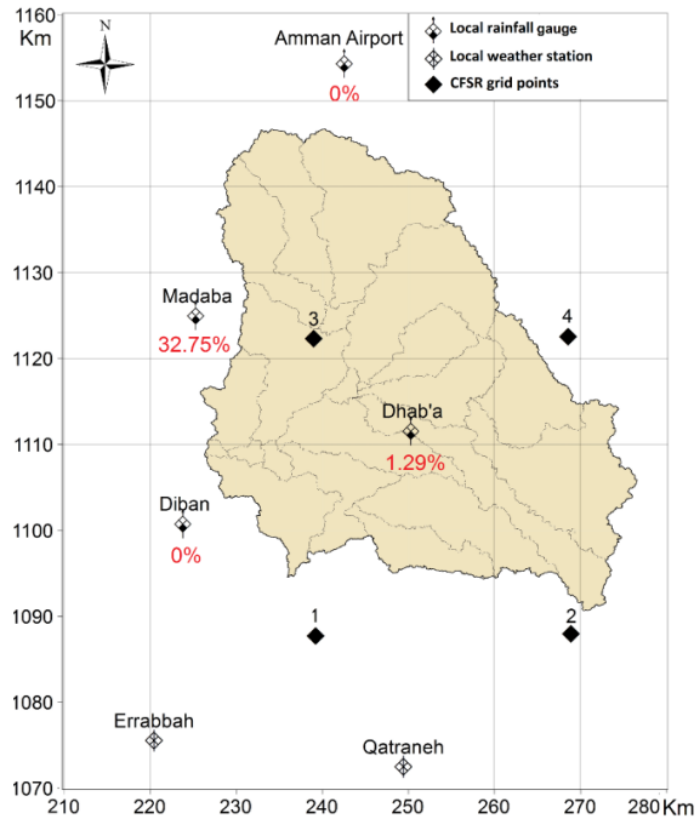 1160
Km
N
Amman Airport
0%
Local rainfall gauge
Local weather station
CFSR grid points
1150
1140
1130
Madaba
32.75%
3
4
1120
Dhab'a
1.29%
1110
Diban
0%
1100
1090
1
2
1080
Errabbah
Qatraneh
1070
210 220 230 240 250 260 270 280 Km